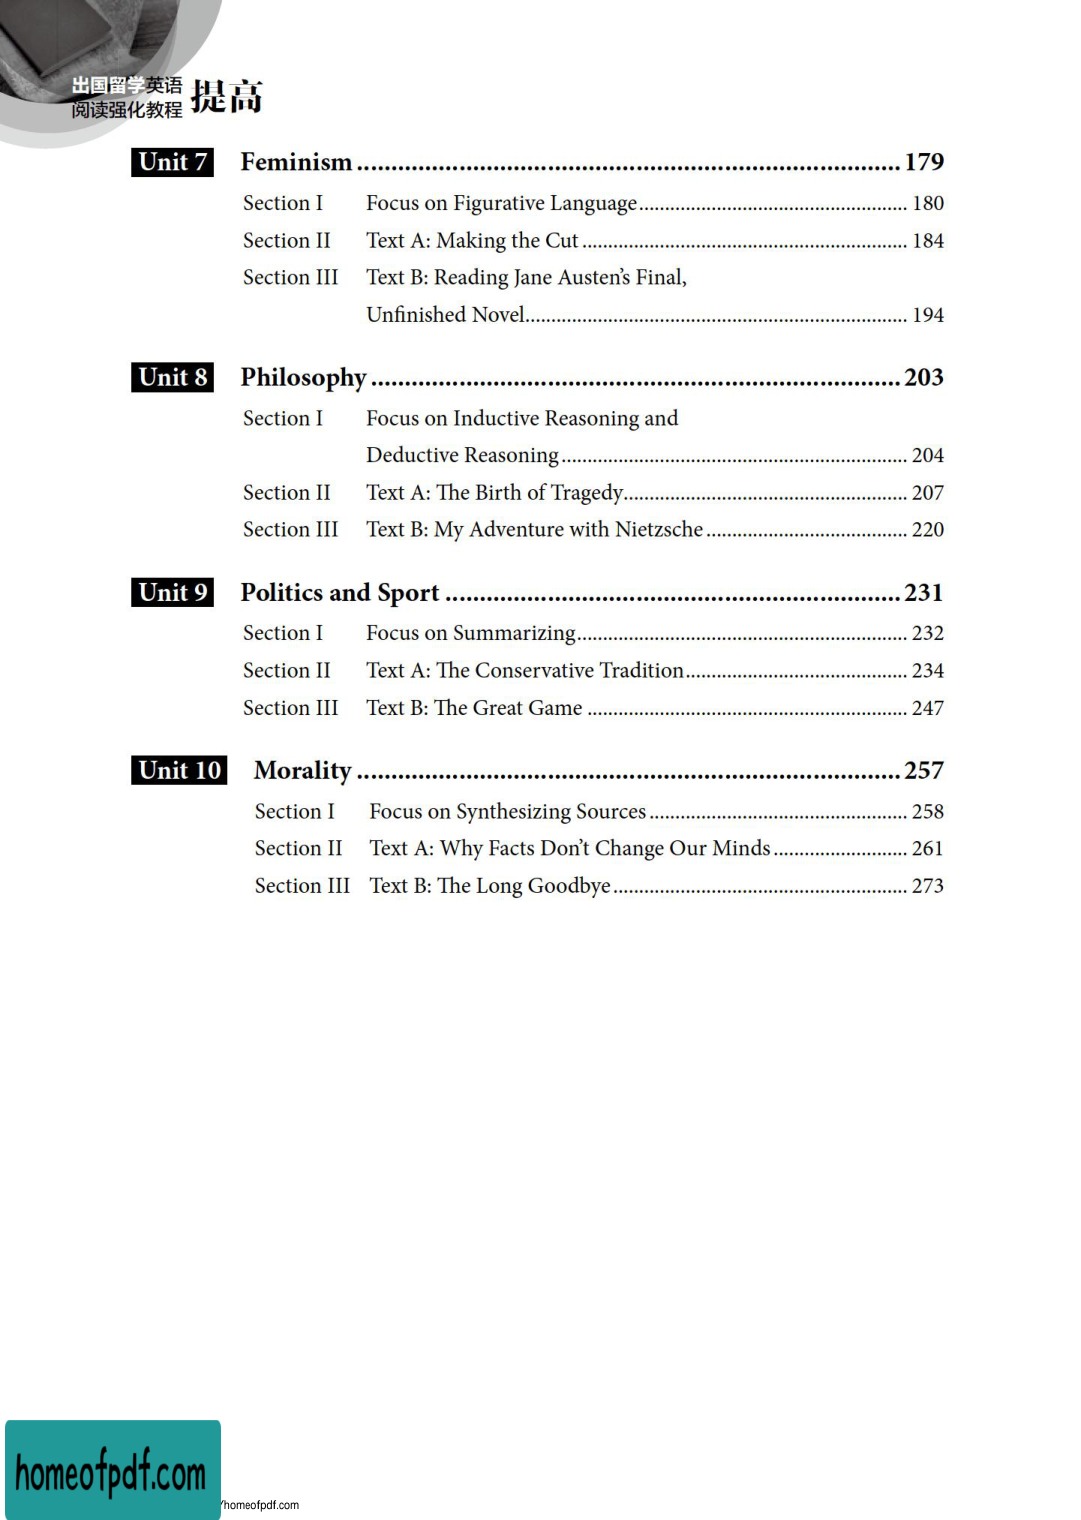 出国留学英语
阅读强化教程 提高
Unit 7 Feminism 179
Section I Focus on Figurative Language 180
Section II Text A: Making the Cut 184
Section III Text B: Reading Jane Austen’s Final,
Unfinished Novel 194
Unit 8 Philosophy 203
Section I Focus on Inductive Reasoning and
Deductive Reasoning 204
Section II Text A: The Birth of Tragedy 207
Section III Text B: My Adventure with Nietzsche 220
Unit 9 Politics and Sport 231
Section I Focus on Summarizing 232
Section II Text A: The Conservative Tradition 234
Section III Text B: The Great Game 247
Unit 10 Morality 257
Section I Focus on Synthesizing Sources 258
Section II Text A: Why Facts Don’t Change Our Minds 261
Section III Text B: The Long Goodbye 273
homeofpdf.com
/homeofpdf.com